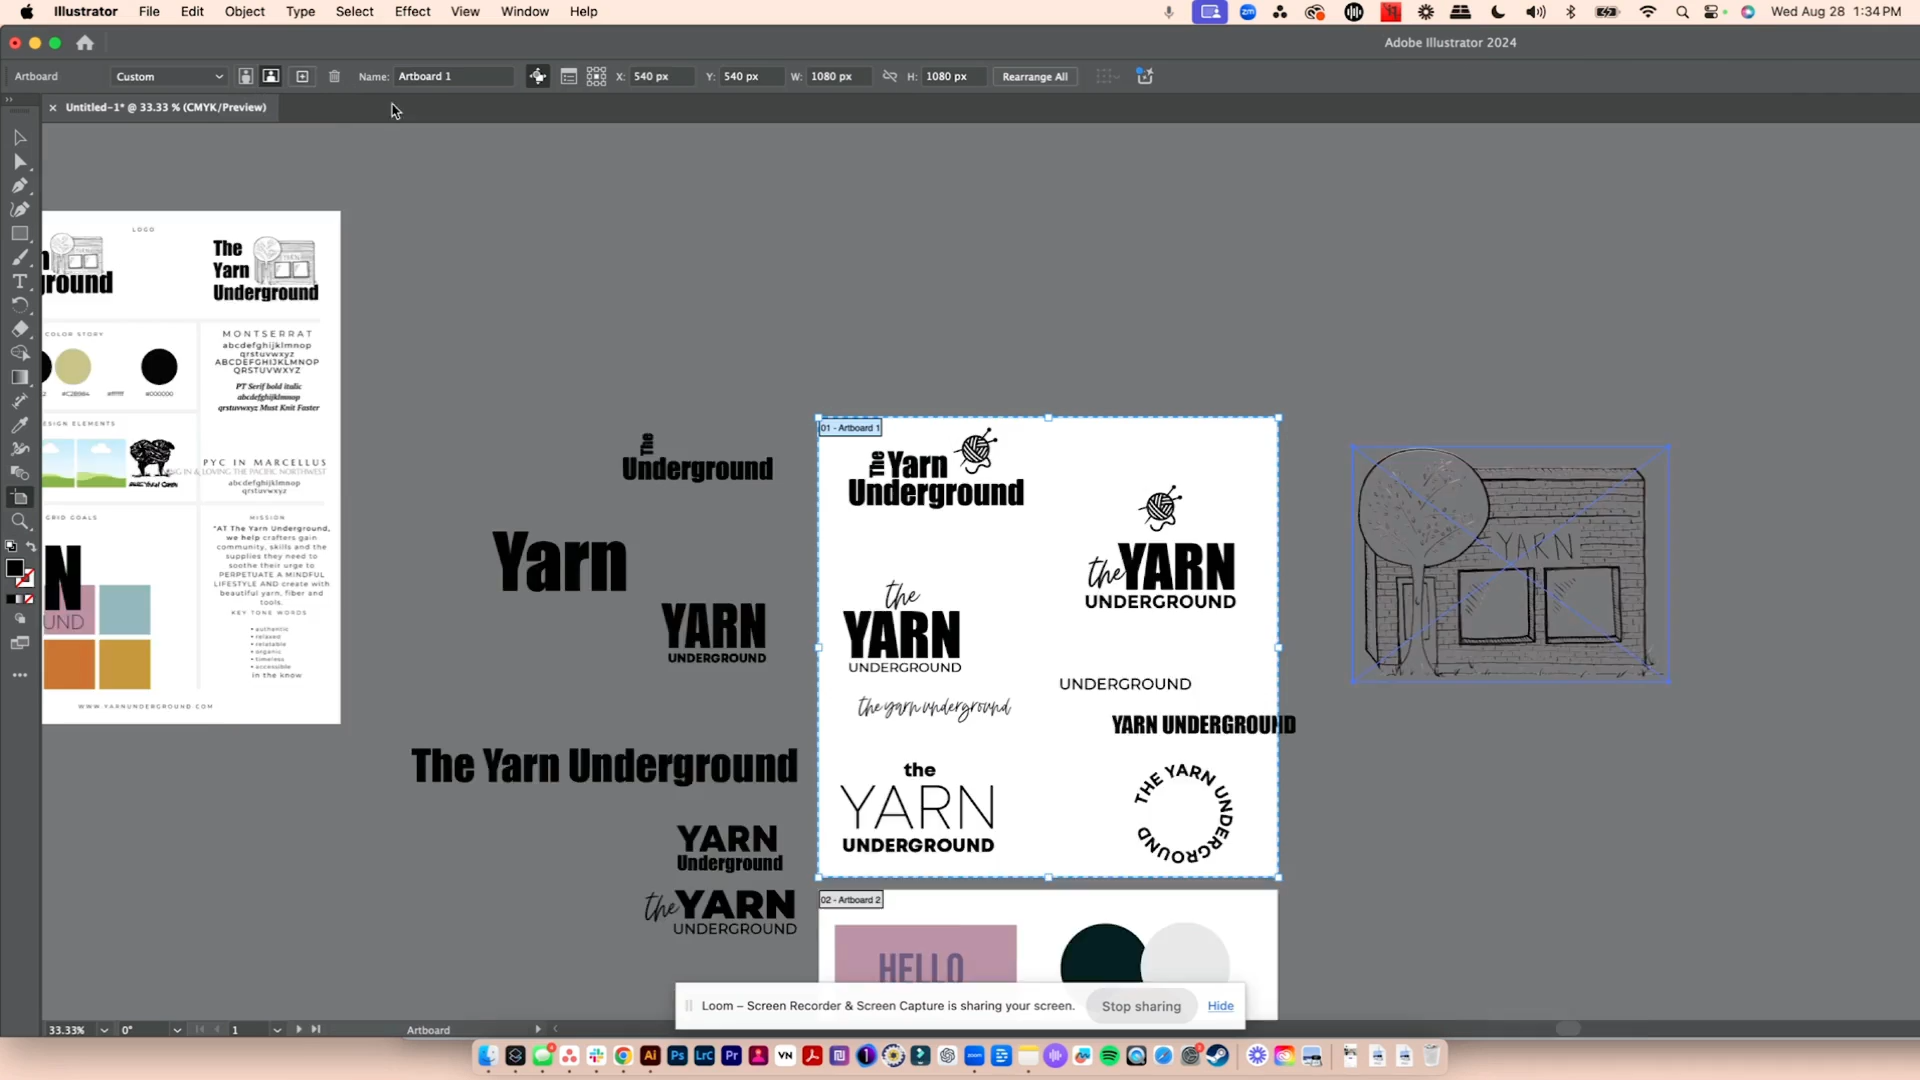 Illustrator File Edit Object Type Select Effect View Window Help
Wed Aug 28 1:34 PM
Adobe Illustrator 2024
Artboard Custom Name: Artboard 1 X: 540 px Y: 540 px W: 1080 px H: 1080 px Rearrange All
Untitled-1* @ 33.33 % (CMYK/Preview)
LOGO
The
Yarn
Underground
COLOR STORY
#C2B984 #ffffff #000000
MONTSERRAT
abcdefghijklmnop
qrstuvwxyz
ABCDEFGHIJKLMNOP
QRSTUVWXYZ
PT Serif bold italic
abcdefghijklmnop
qrstuvwxyz Must Knit Faster
PYC IN MARCELLUS
abcdefghijklmnop
qrstuvwxyz
GRID GOALS
MISSION
"AT The Yarn Underground,
we help crafters gain
community, skills and the
supplies they need to
soothe their urge to
PERPETUATE A MINDFUL
LIFESTYLE AND create with
beautiful yarn, fiber and
tools.
KEY TONE WORDS
• authentic
• relaxed
• relatable
• organic
• timeless
• accessible
in the know
WWW.YARNUNDERGROUND.COM
The
Underground
Yarn
YARN
UNDERGROUND
The Yarn Underground
YARN
Underground
the YARN
UNDERGROUND
01 - Artboard 1
The Yarn
Underground
the YARN
UNDERGROUND
the
YARN
UNDERGROUND
UNDERGROUND
the yarn underground
YARN UNDERGROUND
the
YARN
UNDERGROUND
THE YARN UNDERGROUND
YARN
02 - Artboard 2
HELLO
Loom – Screen Recorder & Screen Capture is sharing your screen. Stop sharing Hide
33.33% 0° 1 Artboard
Ai Ps LrC Pr VN